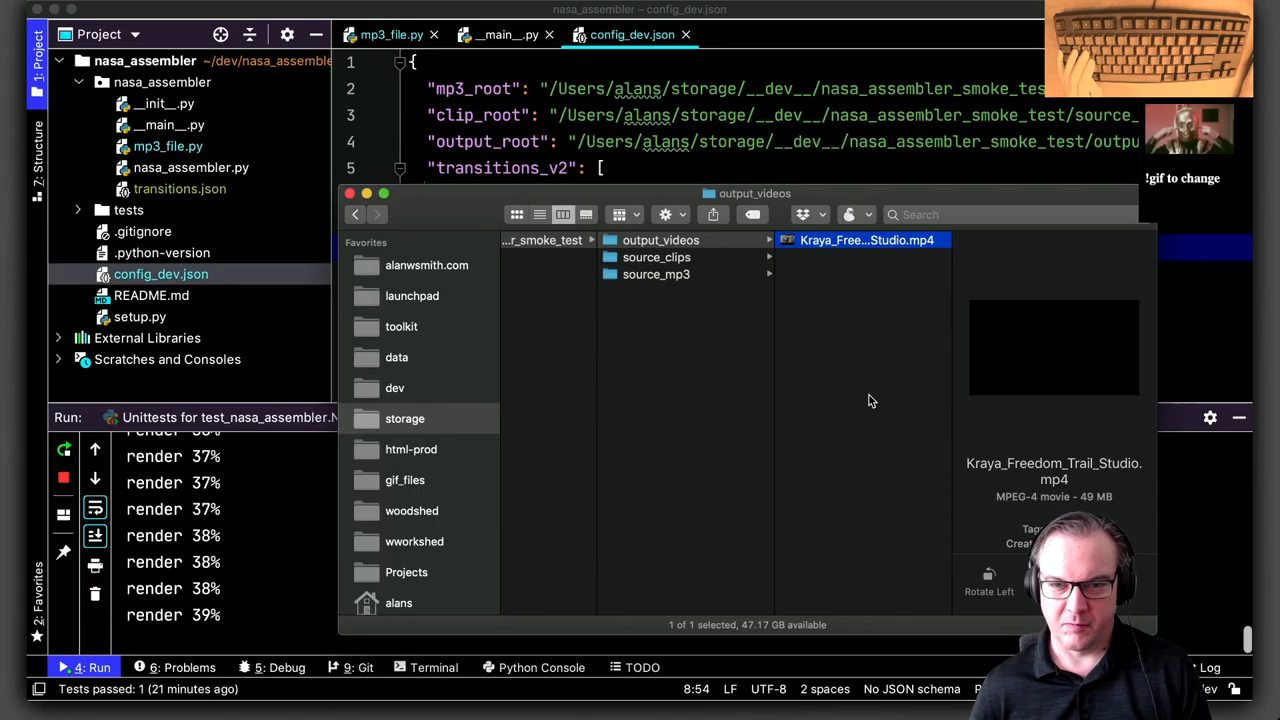 nasa_assembler – config_dev.json
Project
mp3_file.py
__main__.py
config_dev.json
1: Project
nasa_assembler ~/dev/nasa_assemble
nasa_assembler
__init__.py
__main__.py
mp3_file.py
nasa_assembler.py
transitions.json
tests
.gitignore
.python-version
config_dev.json
README.md
setup.py
External Libraries
Scratches and Consoles
7: Structure
2: Favorites
1 {
2 "mp3_root": "/Users/alans/storage/__dev__/nasa_assembler_smoke_test
3 "clip_root": "/Users/alans/storage/__dev__/nasa_assembler_smoke_test/source_
4 "output_root": "/Users/alans/storage/__dev__/nasa_assembler_smoke_test/outpu
5 "transitions_v2": [
!gif to change
output_videos
Search
Favorites
alanwsmith.com
launchpad
toolkit
data
dev
storage
html-prod
gif_files
woodshed
wworkshed
Projects
alans
...r_smoke_test
output_videos
source_clips
source_mp3
Kraya_Free...Studio.mp4
Kraya_Freedom_Trail_Studio.
mp4
MPEG-4 movie - 49 MB
Rotate Left
1 of 1 selected, 47.17 GB available
Run:
Unittests for test_nasa_assembler.N
render 37%
render 37%
render 37%
render 38%
render 38%
render 38%
render 39%
4: Run
6: Problems
5: Debug
9: Git
Terminal
Python Console
TODO
Log
Tests passed: 1 (21 minutes ago)
8:54
LF
UTF-8
2 spaces
No JSON schema